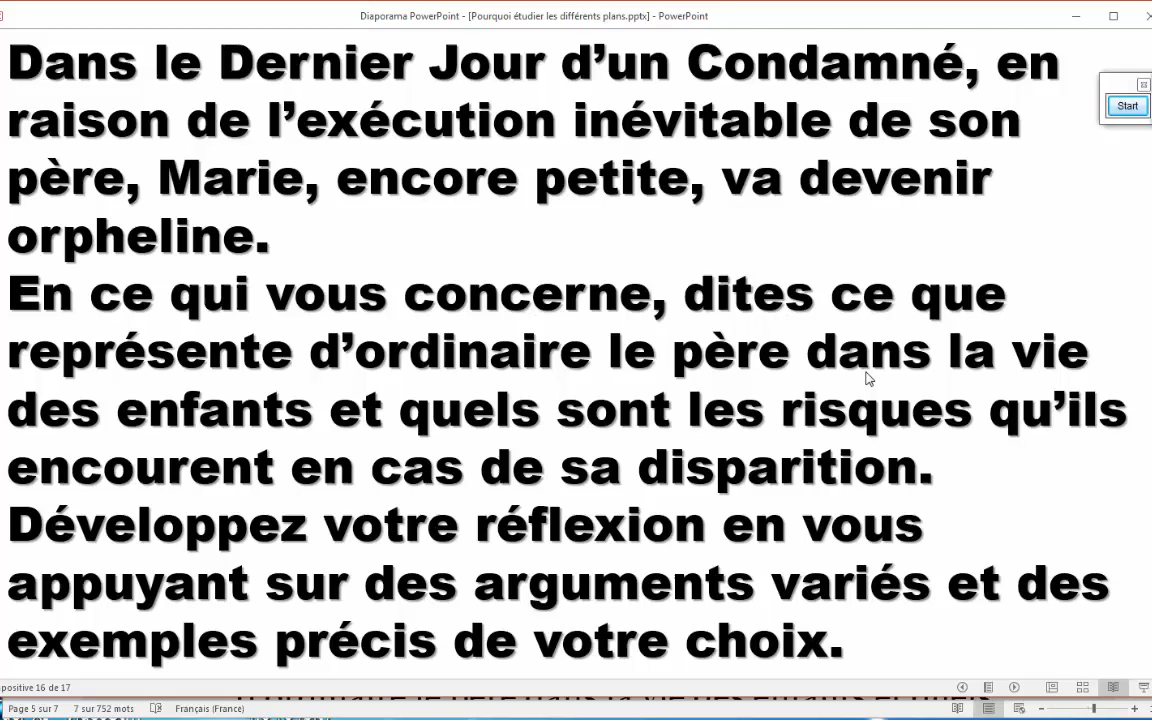 Diaporama PowerPoint - [Pourquoi étudier les différents plans.pptx] - PowerPoint
Dans le Dernier Jour d’un Condamné, en
raison de l’exécution inévitable de son
père, Marie, encore petite, va devenir
orpheline.
En ce qui vous concerne, dites ce que
représente d’ordinaire le père dans la vie
des enfants et quels sont les risques qu’ils
encourent en cas de sa disparition.
Développez votre réflexion en vous
appuyant sur des arguments variés et des
exemples précis de votre choix.
Start
positive 16 de 17
Page 5 sur 7 7 sur 752 mots Français (France)